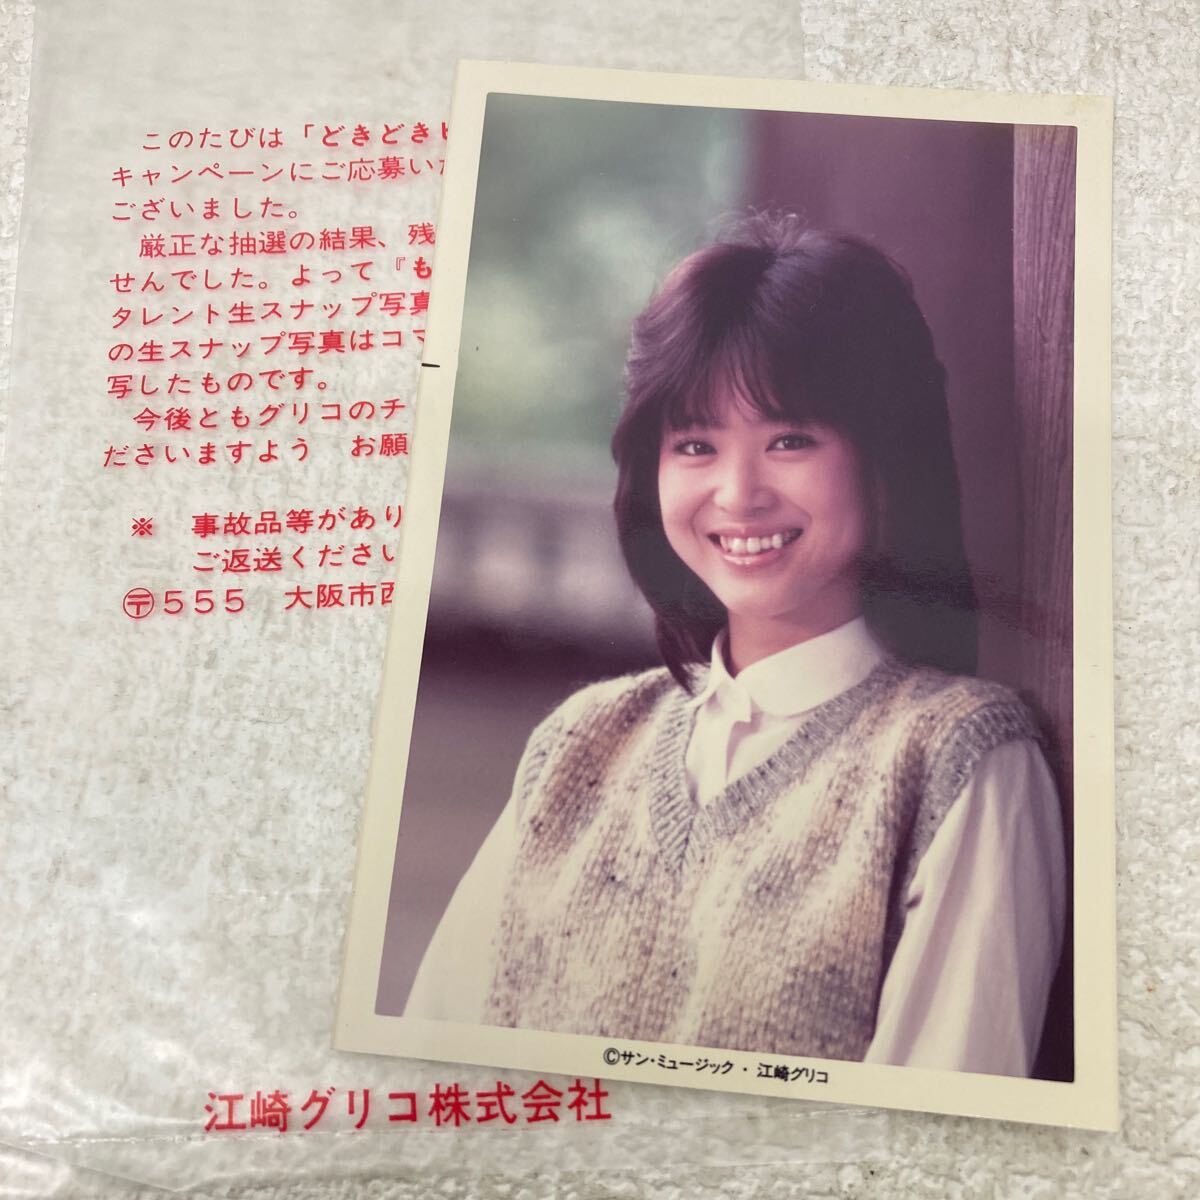 このたびは「どきどき
キャンペーンにご応募いた
ございました。
厳正な抽選の結果、残
せんでした。よって『も
タレント生スナップ写真
の生スナップ写真はコマ
写したものです。
今後ともグリコのチ
ださいますよう お願
※ 事故品等があり
ご返送ください
〒555 大阪市西
©サン・ミュージック・江崎グリコ
江崎グリコ株式会社